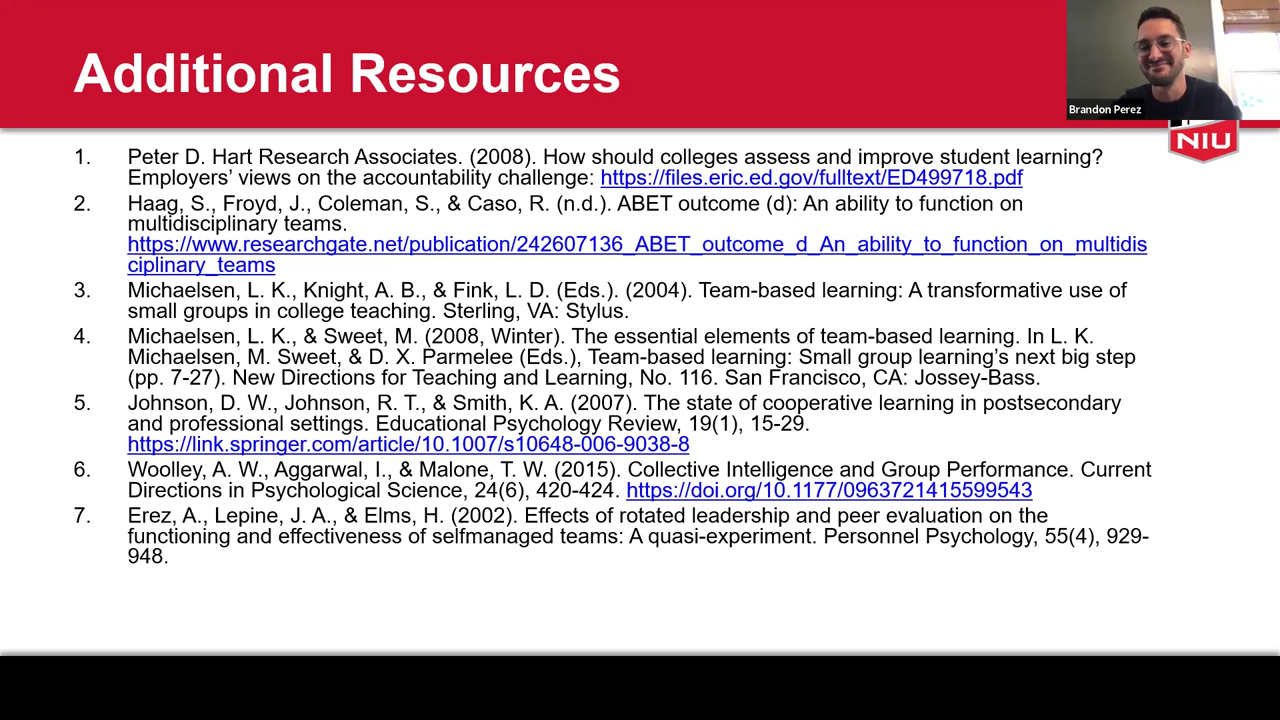 Additional Resources
Brandon Perez
NIU
1. Peter D. Hart Research Associates. (2008). How should colleges assess and improve student learning?
Employers’ views on the accountability challenge: https://files.eric.ed.gov/fulltext/ED499718.pdf
2. Haag, S., Froyd, J., Coleman, S., & Caso, R. (n.d.). ABET outcome (d): An ability to function on
multidisciplinary teams.
https://www.researchgate.net/publication/242607136_ABET_outcome_d_An_ability_to_function_on_multidis
ciplinary_teams
3. Michaelsen, L. K., Knight, A. B., & Fink, L. D. (Eds.). (2004). Team-based learning: A transformative use of
small groups in college teaching. Sterling, VA: Stylus.
4. Michaelsen, L. K., & Sweet, M. (2008, Winter). The essential elements of team-based learning. In L. K.
Michaelsen, M. Sweet, & D. X. Parmelee (Eds.), Team-based learning: Small group learning’s next big step
(pp. 7-27). New Directions for Teaching and Learning, No. 116. San Francisco, CA: Jossey-Bass.
5. Johnson, D. W., Johnson, R. T., & Smith, K. A. (2007). The state of cooperative learning in postsecondary
and professional settings. Educational Psychology Review, 19(1), 15-29.
https://link.springer.com/article/10.1007/s10648-006-9038-8
6. Woolley, A. W., Aggarwal, I., & Malone, T. W. (2015). Collective Intelligence and Group Performance. Current
Directions in Psychological Science, 24(6), 420-424. https://doi.org/10.1177/0963721415599543
7. Erez, A., Lepine, J. A., & Elms, H. (2002). Effects of rotated leadership and peer evaluation on the
functioning and effectiveness of selfmanaged teams: A quasi-experiment. Personnel Psychology, 55(4), 929-
948.